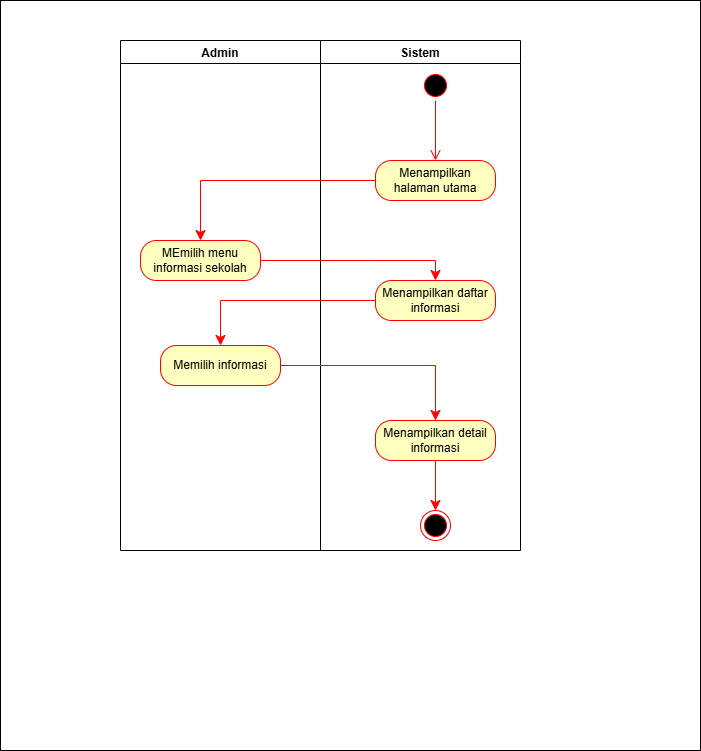 Admin
Sistem
Menampilkan
halaman utama
MEmilih menu
informasi sekolah
Menampilkan daftar
informasi
Memilih informasi
Menampilkan detail
informasi